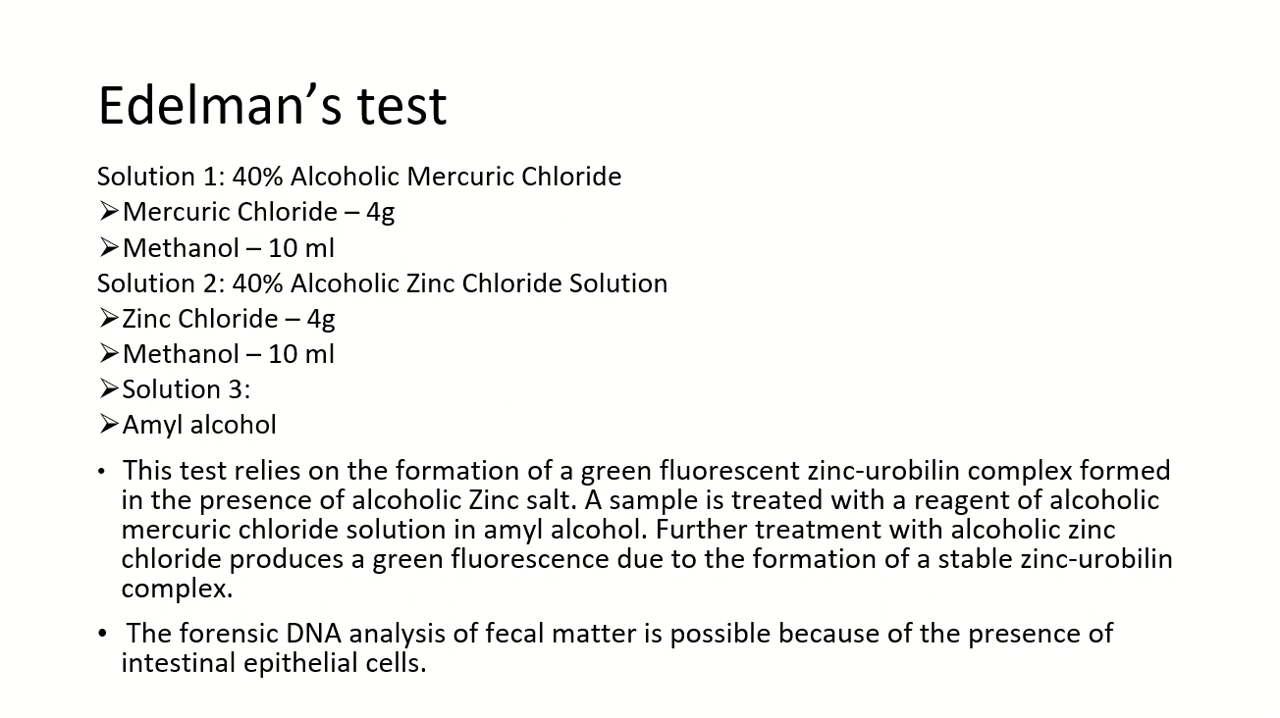 Edelman’s test
Solution 1: 40% Alcoholic Mercuric Chloride
➢Mercuric Chloride – 4g
➢Methanol – 10 ml
Solution 2: 40% Alcoholic Zinc Chloride Solution
➢Zinc Chloride – 4g
➢Methanol – 10 ml
➢Solution 3:
➢Amyl alcohol
• This test relies on the formation of a green fluorescent zinc-urobilin complex formed
in the presence of alcoholic Zinc salt. A sample is treated with a reagent of alcoholic
mercuric chloride solution in amyl alcohol. Further treatment with alcoholic zinc
chloride produces a green fluorescence due to the formation of a stable zinc-urobilin
complex.
• The forensic DNA analysis of fecal matter is possible because of the presence of
intestinal epithelial cells.